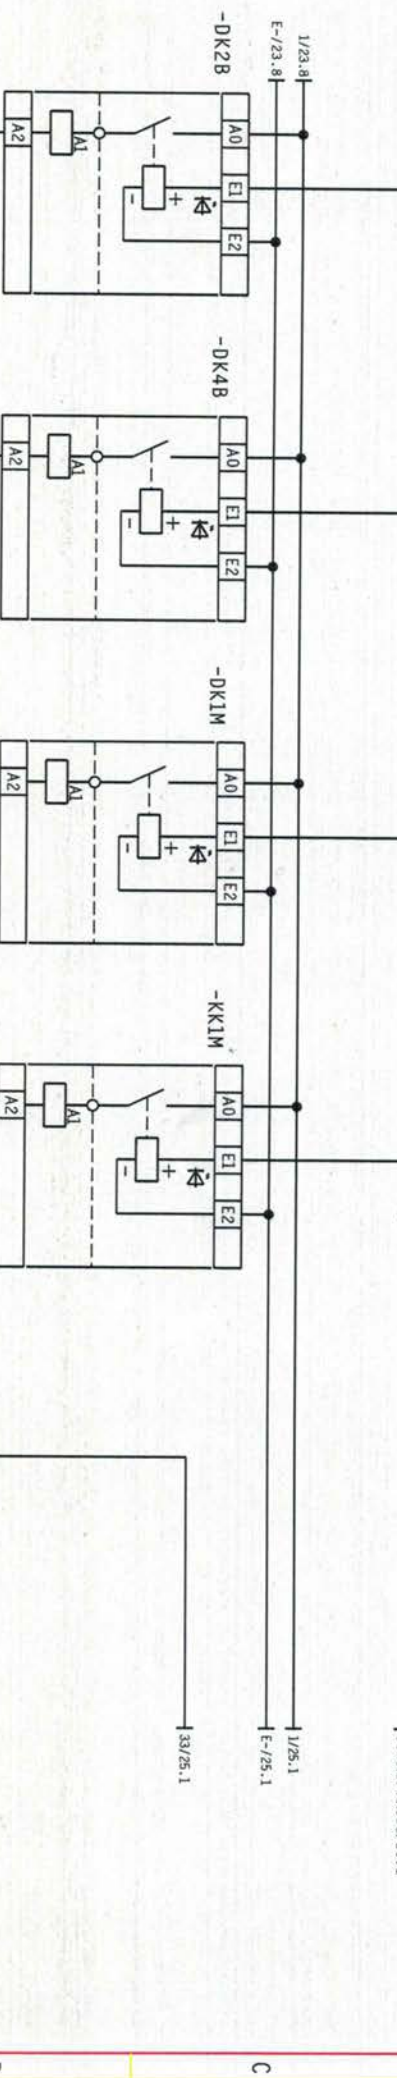 1/23.8
E-/23.8
-DK2B
A0
E1
E2
+
-
A1
A2
-DK4B
A0
E1
E2
+
-
A1
A2
-DK1M
A0
E1
E2
+
-
A1
A2
-KK1M
A0
E1
E2
+
-
A1
A2
1/25.1
E-/25.1
33/25.1
C